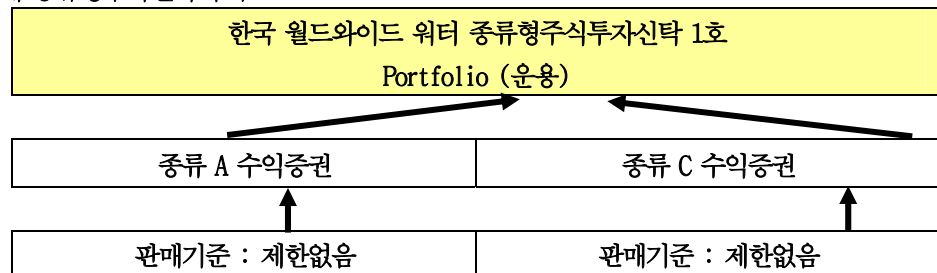 한국 월드와이드 워터 종류형주식투자신탁 1호
Portfolio (운용)
종류 A 수익증권
종류 C 수익증권
판매기준 : 제한없음
판매기준 : 제한없음